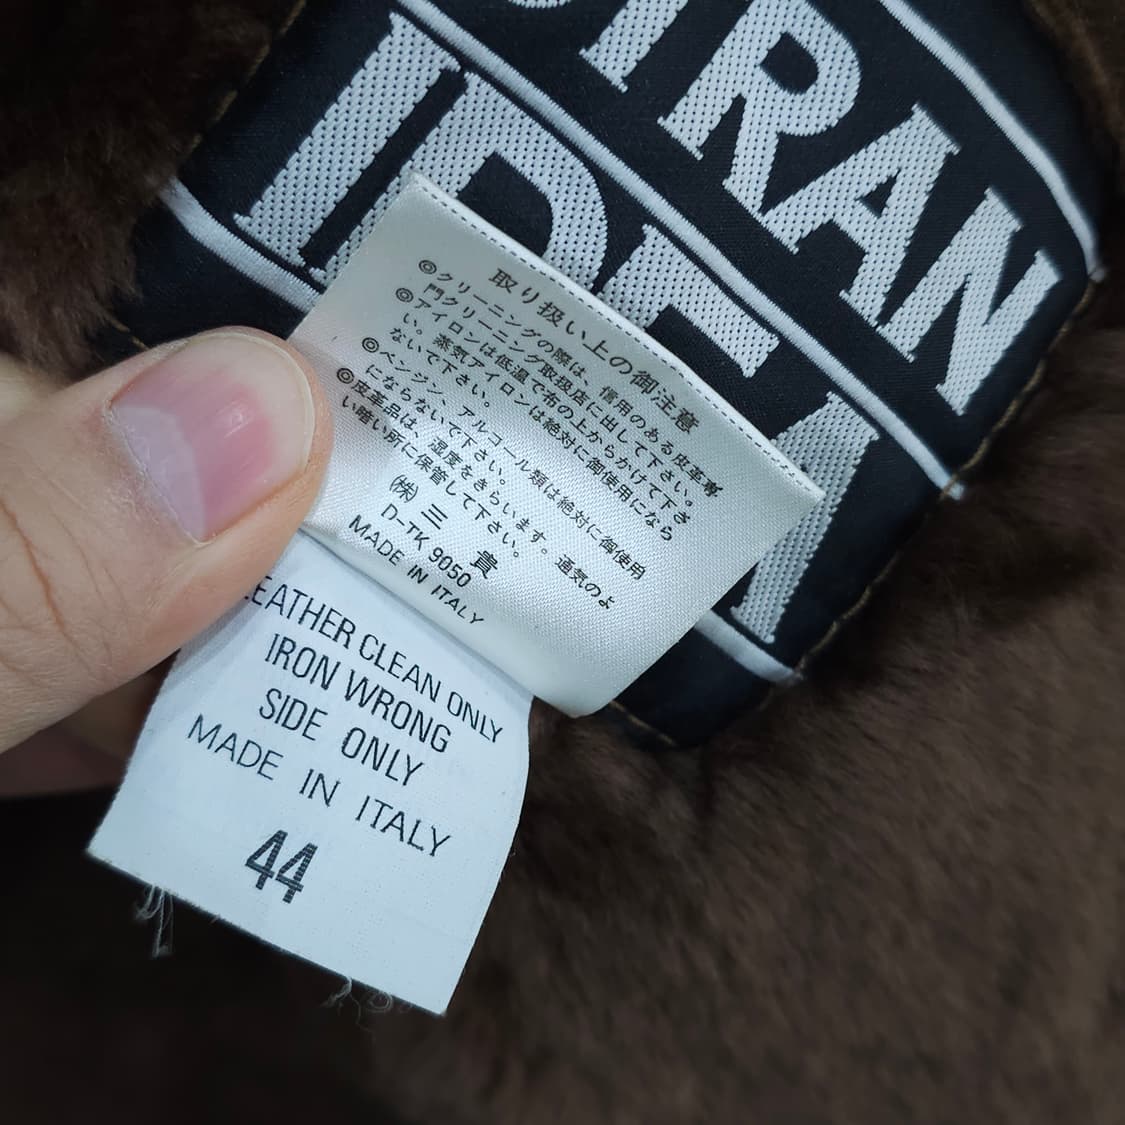 TRAN
IDEA
取り扱い上の御注意
◎クリーニングの際は、信用のある皮革専
門クリーニング取扱店に出して下さい。
◎アイロンは低温で布の上からかけて下さ
い。蒸気アイロンは絶対に御使用になら
ないで下さい。
◎ベンジン、アルコール類は絶対に御使用
にならないで下さい。
◎皮革品は、湿度をきらいます。通気のよ
い暗い所に保管して下さい。
㈱ 三 貴
D-TK 9050
MADE IN ITALY
LEATHER CLEAN ONLY
IRON WRONG
SIDE ONLY
MADE IN ITALY
44